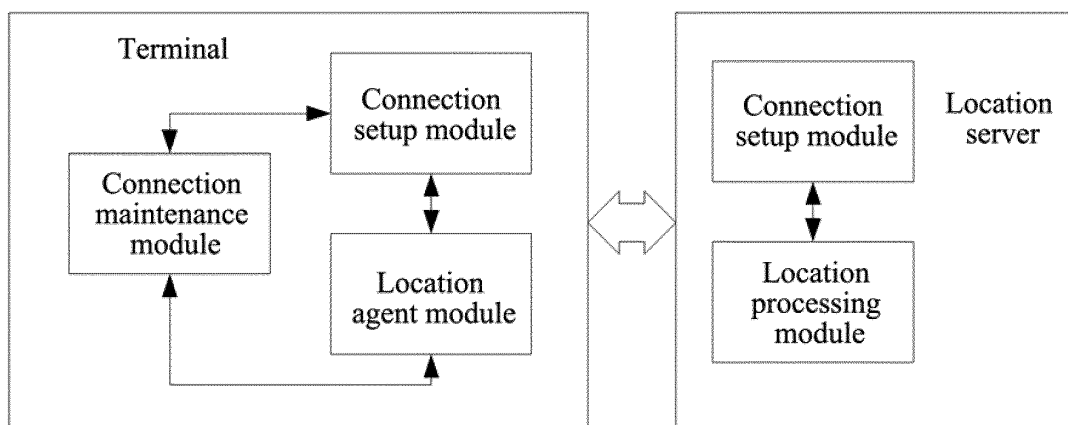 Terminal
Connection
setup module
Connection
maintenance
module
Location
agent module
Connection
setup module
Location
server
Location
processing
module